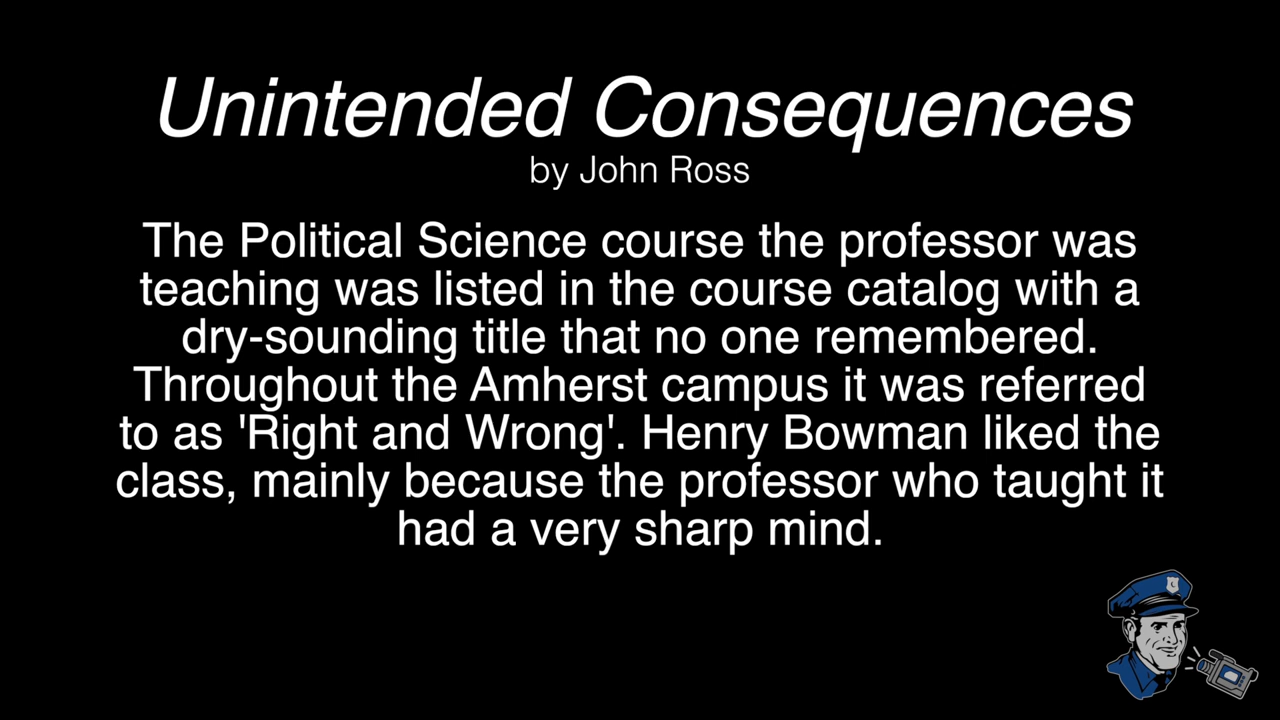 Unintended Consequences
by John Ross
The Political Science course the professor was
teaching was listed in the course catalog with a
dry-sounding title that no one remembered.
Throughout the Amherst campus it was referred
to as 'Right and Wrong'. Henry Bowman liked the
class, mainly because the professor who taught it
had a very sharp mind.